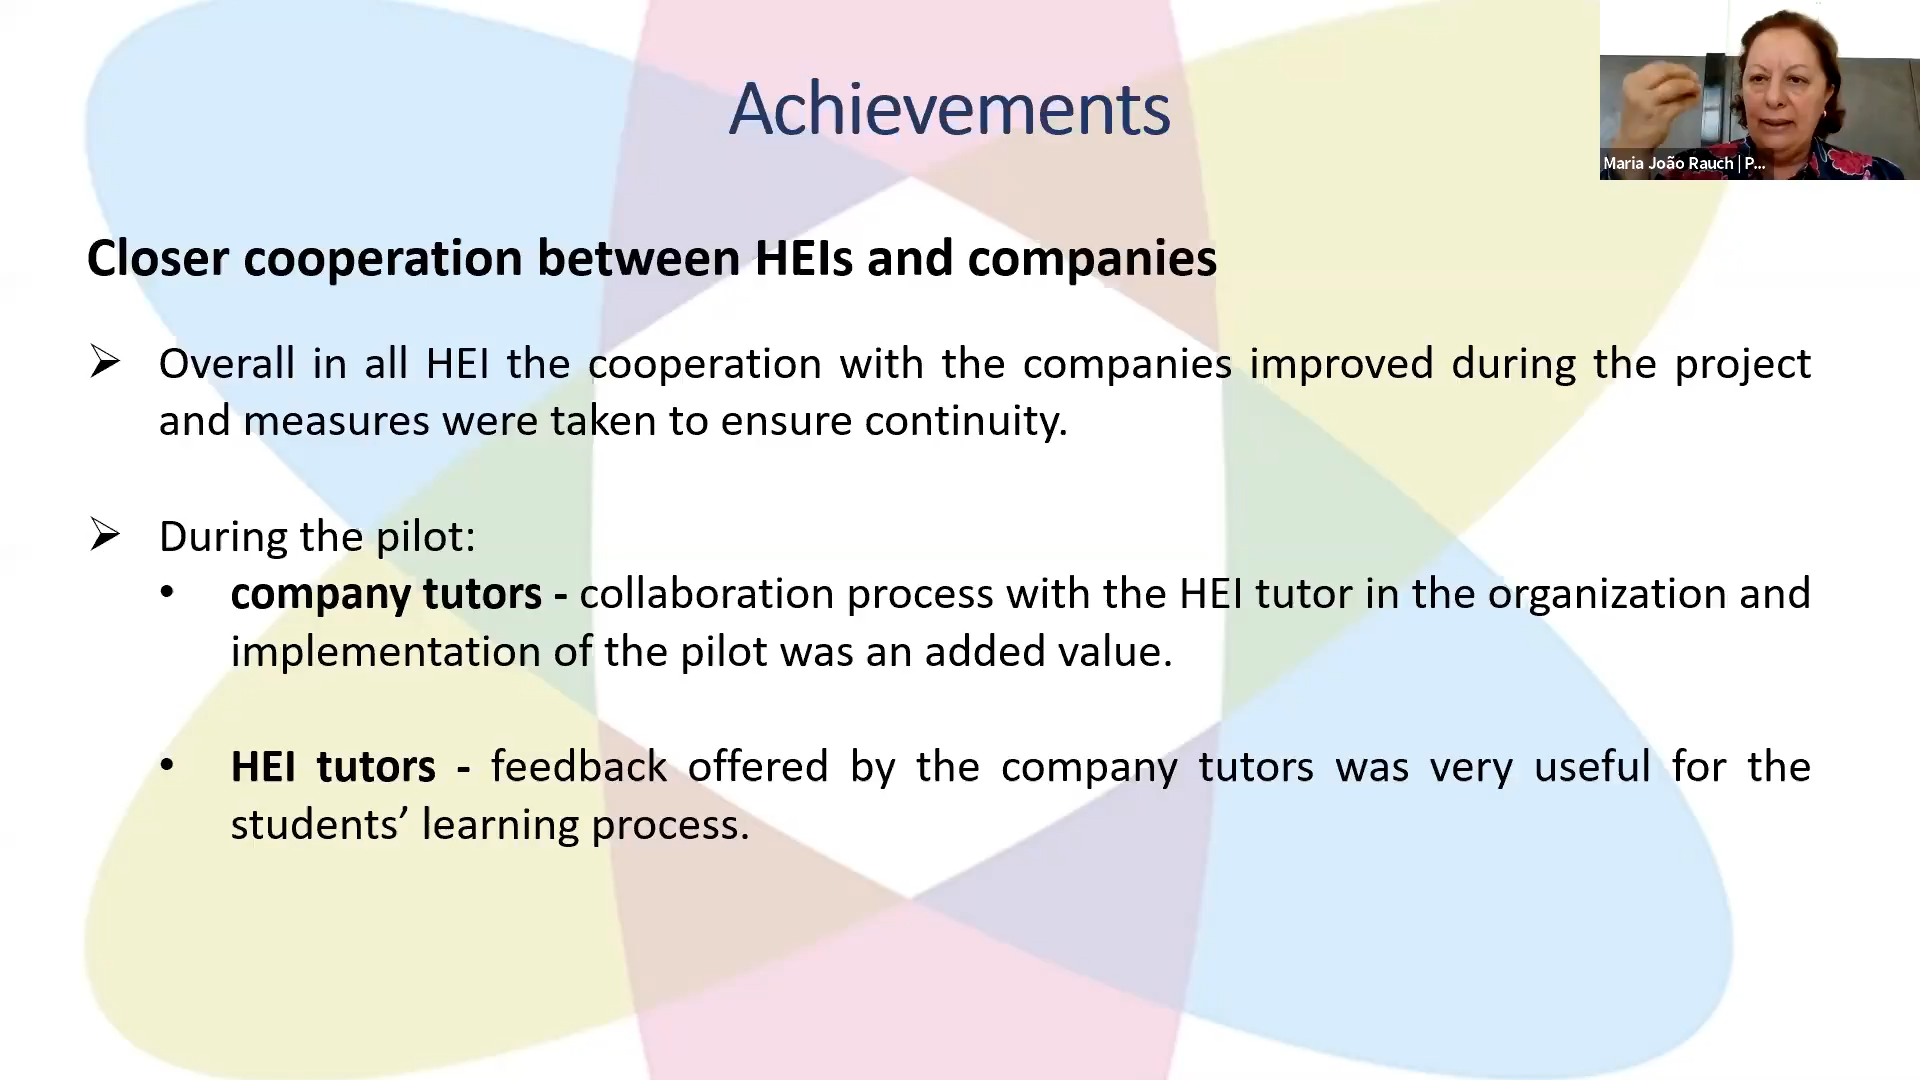 Achievements
Maria João Rauch | P...
Closer cooperation between HEIs and companies
➢ Overall in all HEI the cooperation with the companies improved during the project
and measures were taken to ensure continuity.
➢ During the pilot:
• company tutors - collaboration process with the HEI tutor in the organization and
implementation of the pilot was an added value.
• HEI tutors - feedback offered by the company tutors was very useful for the
students’ learning process.